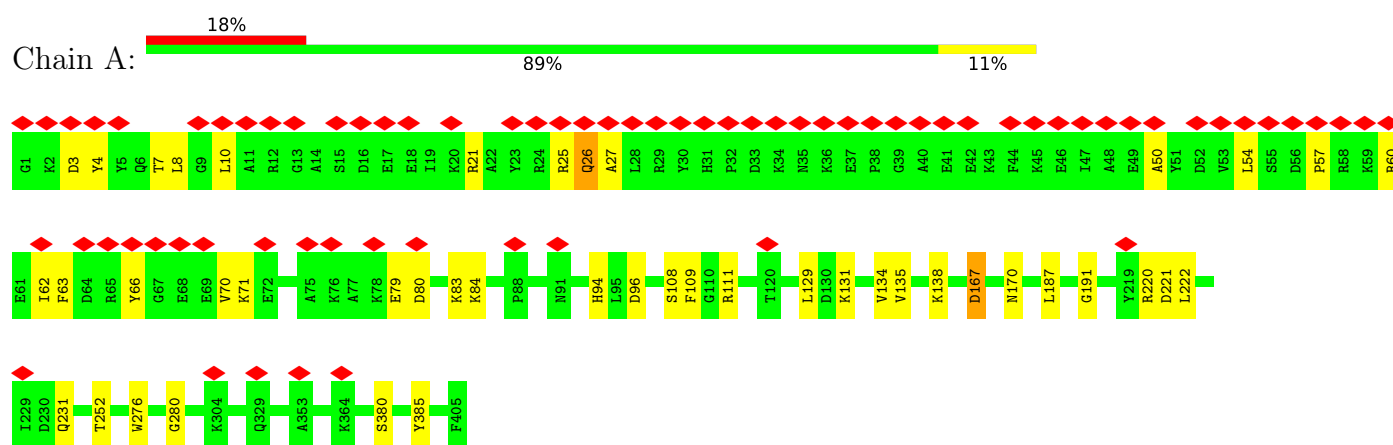 18%
Chain A:
89% 11%
G1 K2 D3 Y4 Y5 Q6 T7 L8 G9 L10 A11 R12 G13 A14 S15 D16 E17 E18 I19 K20 R21 A22 Y23 R24 R25 Q26 A27 L28 R29 Y30 H31 P32 D33 K34 N35 K36 E37 P38 G39 A40 E41 E42 K43 F44 K45 E46 I47 A48 E49 A50 Y51 D52 V53 L54 S55 D56 P57 R58 K59 R60
E61 I62 F63 D64 R65 Y66 G67 E68 E69 V70 K71 E72 A75 K76 A77 K78 E79 D80 K83 K84 P88 N91 H94 L95 D96 S108 F109 G110 R111 T120 L129 D130 K131 V134 V135 K138 D167 N170 L187 G191 Y219 R220 D221 L222
I229 D230 Q231 T252 W276 G280 K304 Q329 A353 K364 S380 Y385 F405